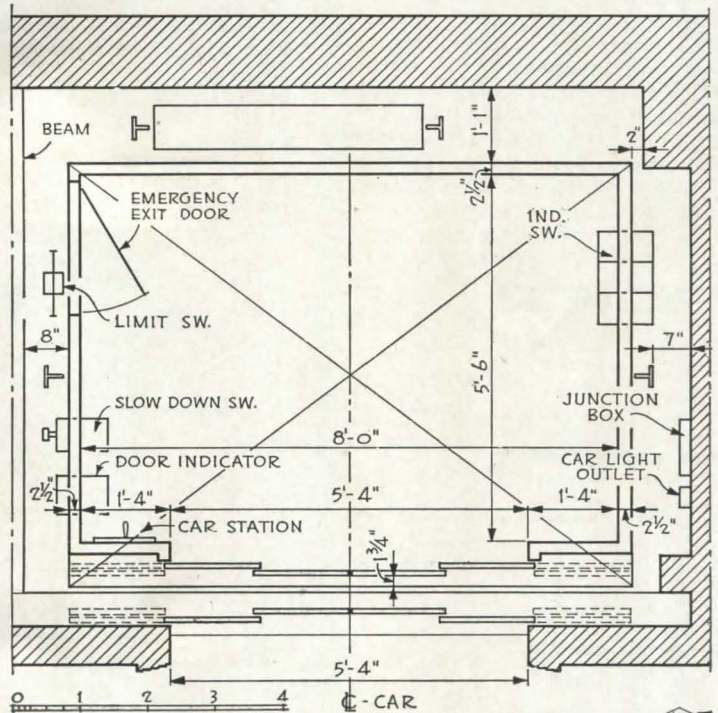 BEAM
1'-1"
2"
EMERGENCY
EXIT DOOR
2½"
IND.
SW.
LIMIT SW.
8"
7"
5'-6"
SLOW DOWN SW.
JUNCTION
BOX
8'-0"
DOOR INDICATOR
CAR LIGHT
OUTLET
2½"
1'-4"
5'-4"
1'-4"
CAR STATION
2½"
1¾"
5'-4"
0 1 2 3 4
℄-CAR